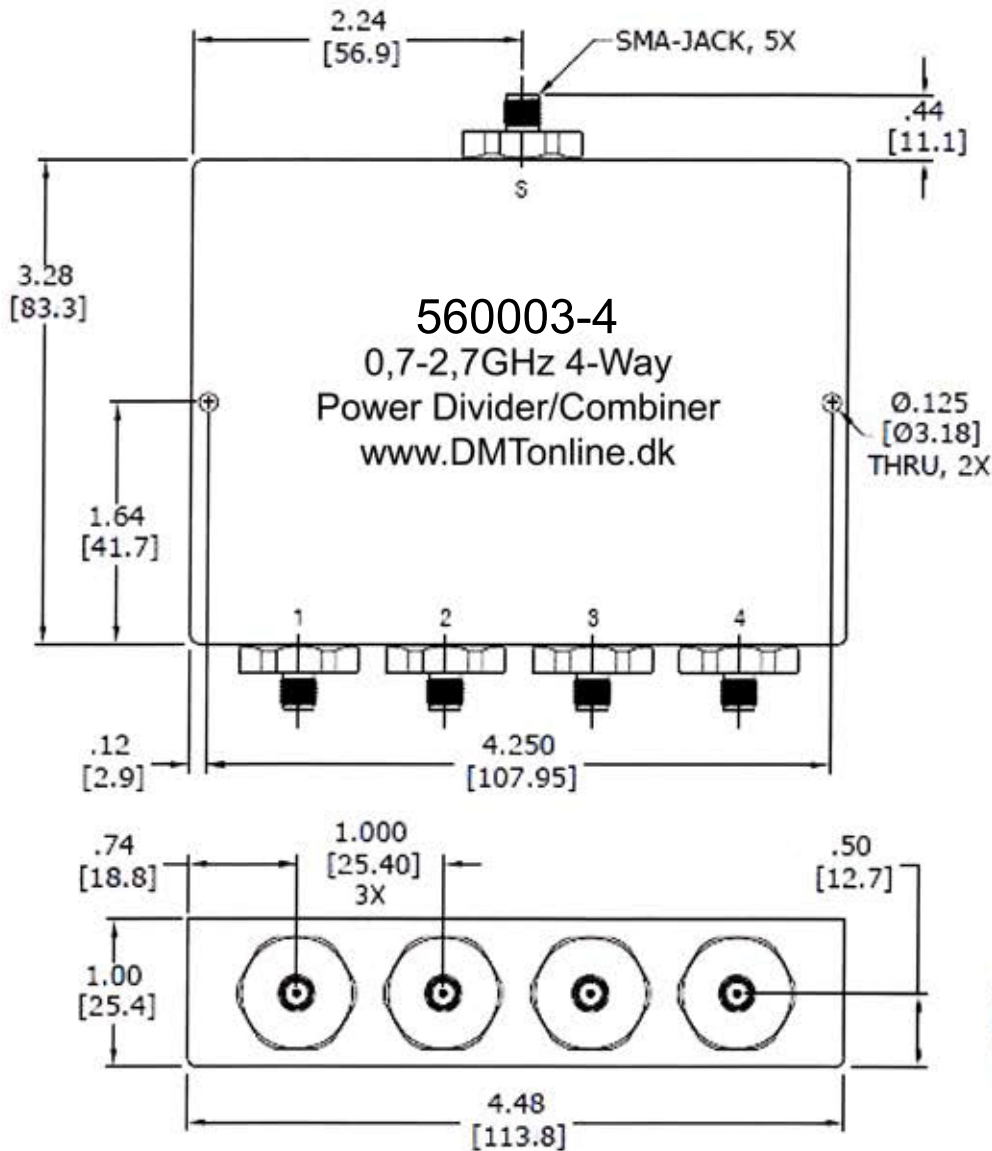 2.24
[56.9]
SMA-JACK, 5X
.44
[11.1]
S
3.28
[83.3]
560003-4
0,7-2,7GHz 4-Way
Power Divider/Combiner
www.DMTonline.dk
Ø.125
[Ø3.18]
THRU, 2X
1.64
[41.7]
1 2 3 4
.12
[2.9]
4.250
[107.95]
.74
[18.8]
1.000
[25.40]
3X
.50
[12.7]
1.00
[25.4]
4.48
[113.8]